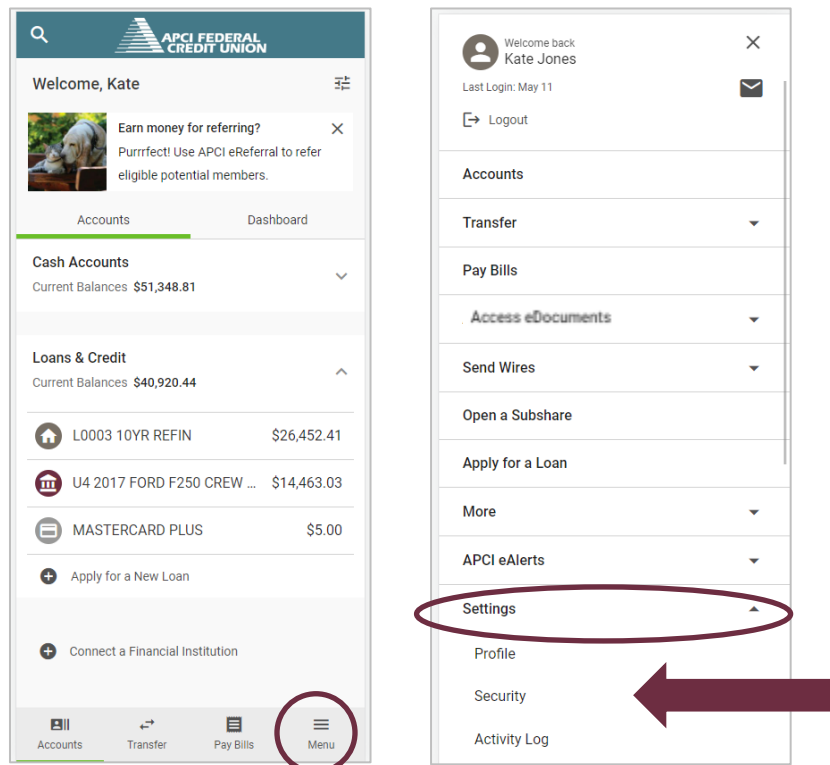 APCI FEDERAL
CREDIT UNION
Welcome, Kate
Earn money for referring?
Purrrfect! Use APCI eReferral to refer
eligible potential members.
Accounts Dashboard
Cash Accounts
Current Balances $51,348.81
Loans & Credit
Current Balances $40,920.44
L0003 10YR REFIN $26,452.41
U4 2017 FORD F250 CREW ... $14,463.03
MASTERCARD PLUS $5.00
Apply for a New Loan
Connect a Financial Institution
Accounts Transfer Pay Bills Menu
Welcome back
Kate Jones
Last Login: May 11
Logout
Accounts
Transfer
Pay Bills
Access eDocuments
Send Wires
Open a Subshare
Apply for a Loan
More
APCI eAlerts
Settings
Profile
Security
Activity Log